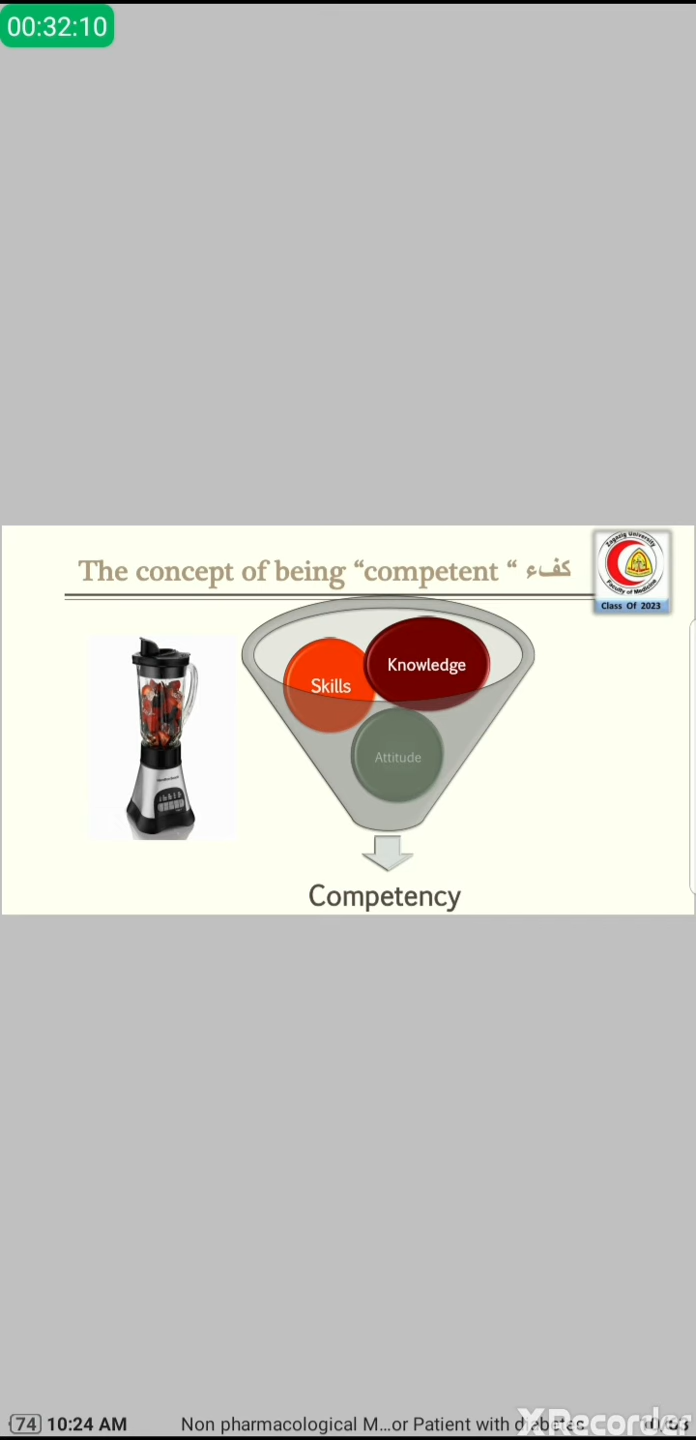 00:32:10
The concept of being “competent “ كفء
Zagazig University
Faculty of Medicine
Class Of 2023
Knowledge
Skills
Attitude
Competency
74 10:24 AM Non pharmacological M...or Patient with diabetes
XRecorder